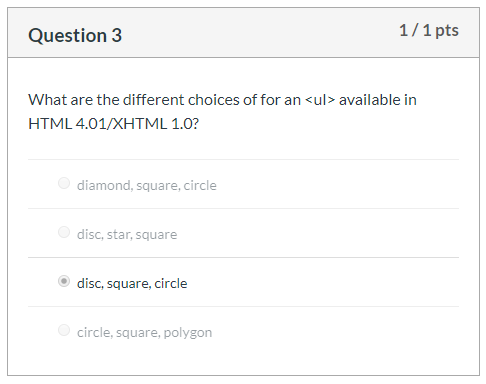 Question 3
1 / 1 pts
What are the different choices of for an <ul> available in
HTML 4.01/XHTML 1.0?
diamond, square, circle
disc, star, square
disc, square, circle
circle, square, polygon